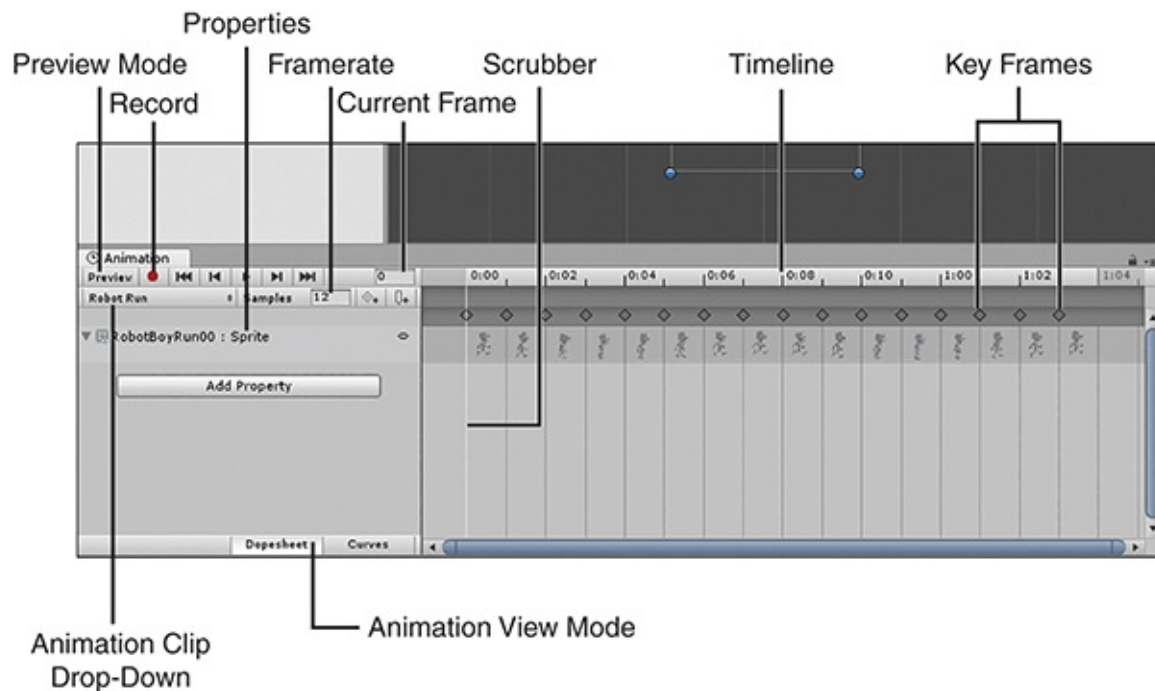 Properties
Preview Mode
Framerate
Scrubber
Timeline
Key Frames
Record
Current Frame
Animation
Preview
0
0:00
0:02
0:04
0:06
0:08
0:10
1:00
1:02
1:04
Robot Run
Samples
12
RobotBoyRun00 : Sprite
Add Property
Dopesheet
Curves
Animation View Mode
Animation Clip
Drop-Down